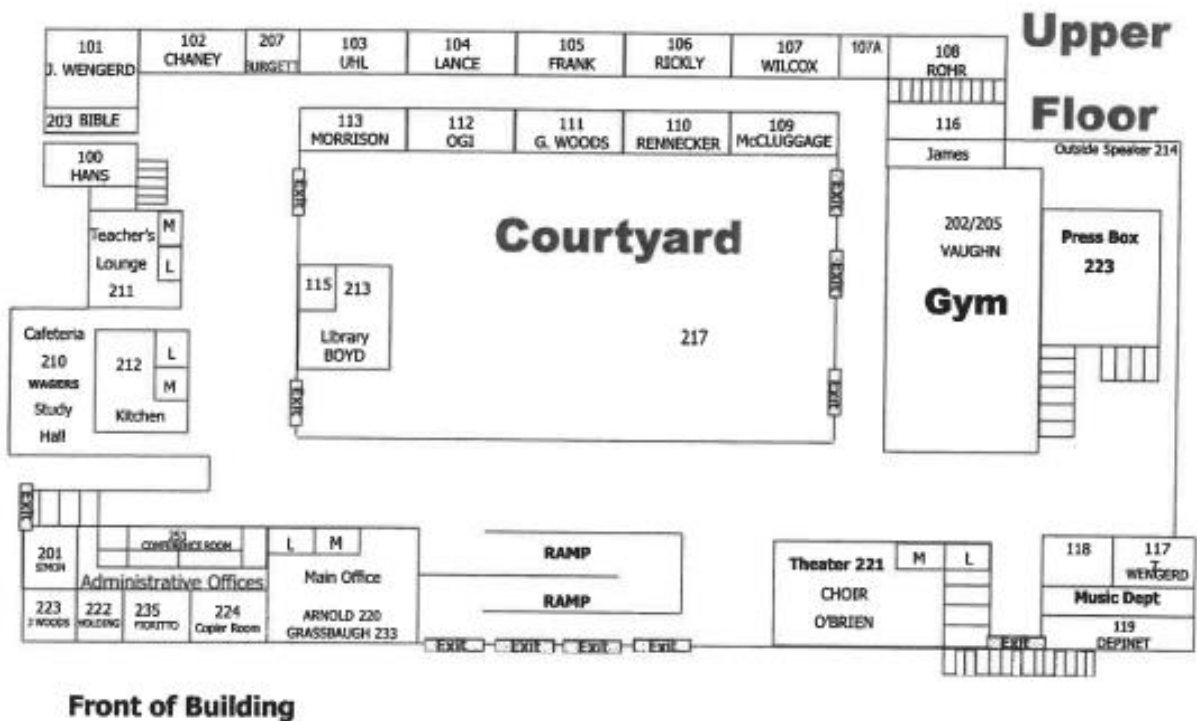 Upper
Floor
101
J. WENGERD
102
CHANEY
207
BURGETT
103
UHL
104
LANCE
105
FRANK
106
RICKLY
107
WILCOX
107A
108
ROHR
203 BIBLE
113
MORRISON
112
OGI
111
G. WOODS
110
RENNECKER
109
McCLUGGAGE
116
James
Outside Speaker 214
100
HANS
Exit
Exit
Teacher's
Lounge
211
M
L
Courtyard
202/205
VAUGHN
Gym
Press Box
223
Exit
115
213
Library
BOYD
217
Cafeteria
210
WAGERS
Study
Hall
212
Kitchen
L
M
Exit
Exit
Exit
201
SIMON
CONFERENCE ROOM
Administrative Offices
L
M
Main Office
ARNOLD 220
GRASSBAUGH 233
RAMP
RAMP
Theater 221
CHOIR
O'BRIEN
M
L
118
117
T.
WENGERD
Music Dept
119
DEPINET
223
J WOODS
222
HOLDING
235
FIORITTO
224
Copier Room
Exit
Exit
Exit
Exit
Exit
Front of Building